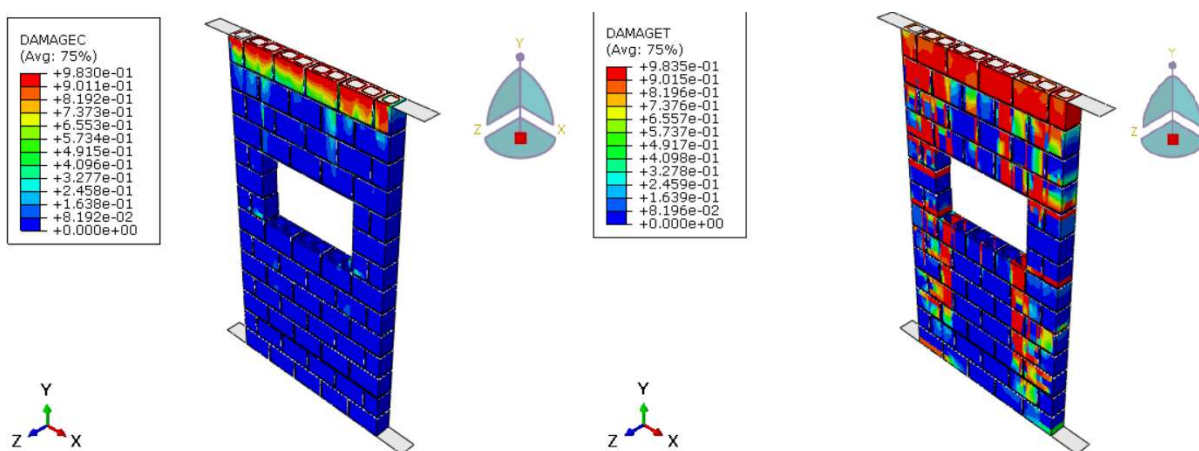 DAMAGEC
(Avg: 75%)
+9.830e-01
+9.011e-01
+8.192e-01
+7.373e-01
+6.553e-01
+5.734e-01
+4.915e-01
+4.096e-01
+3.277e-01
+2.458e-01
+1.638e-01
+8.192e-02
+0.000e+00
Y
Z
X
Y
Z
X
DAMAGET
(Avg: 75%)
+9.835e-01
+9.015e-01
+8.196e-01
+7.376e-01
+6.557e-01
+5.737e-01
+4.917e-01
+4.098e-01
+3.278e-01
+2.459e-01
+1.639e-01
+8.196e-02
+0.000e+00
Y
Z
Y
Z
X